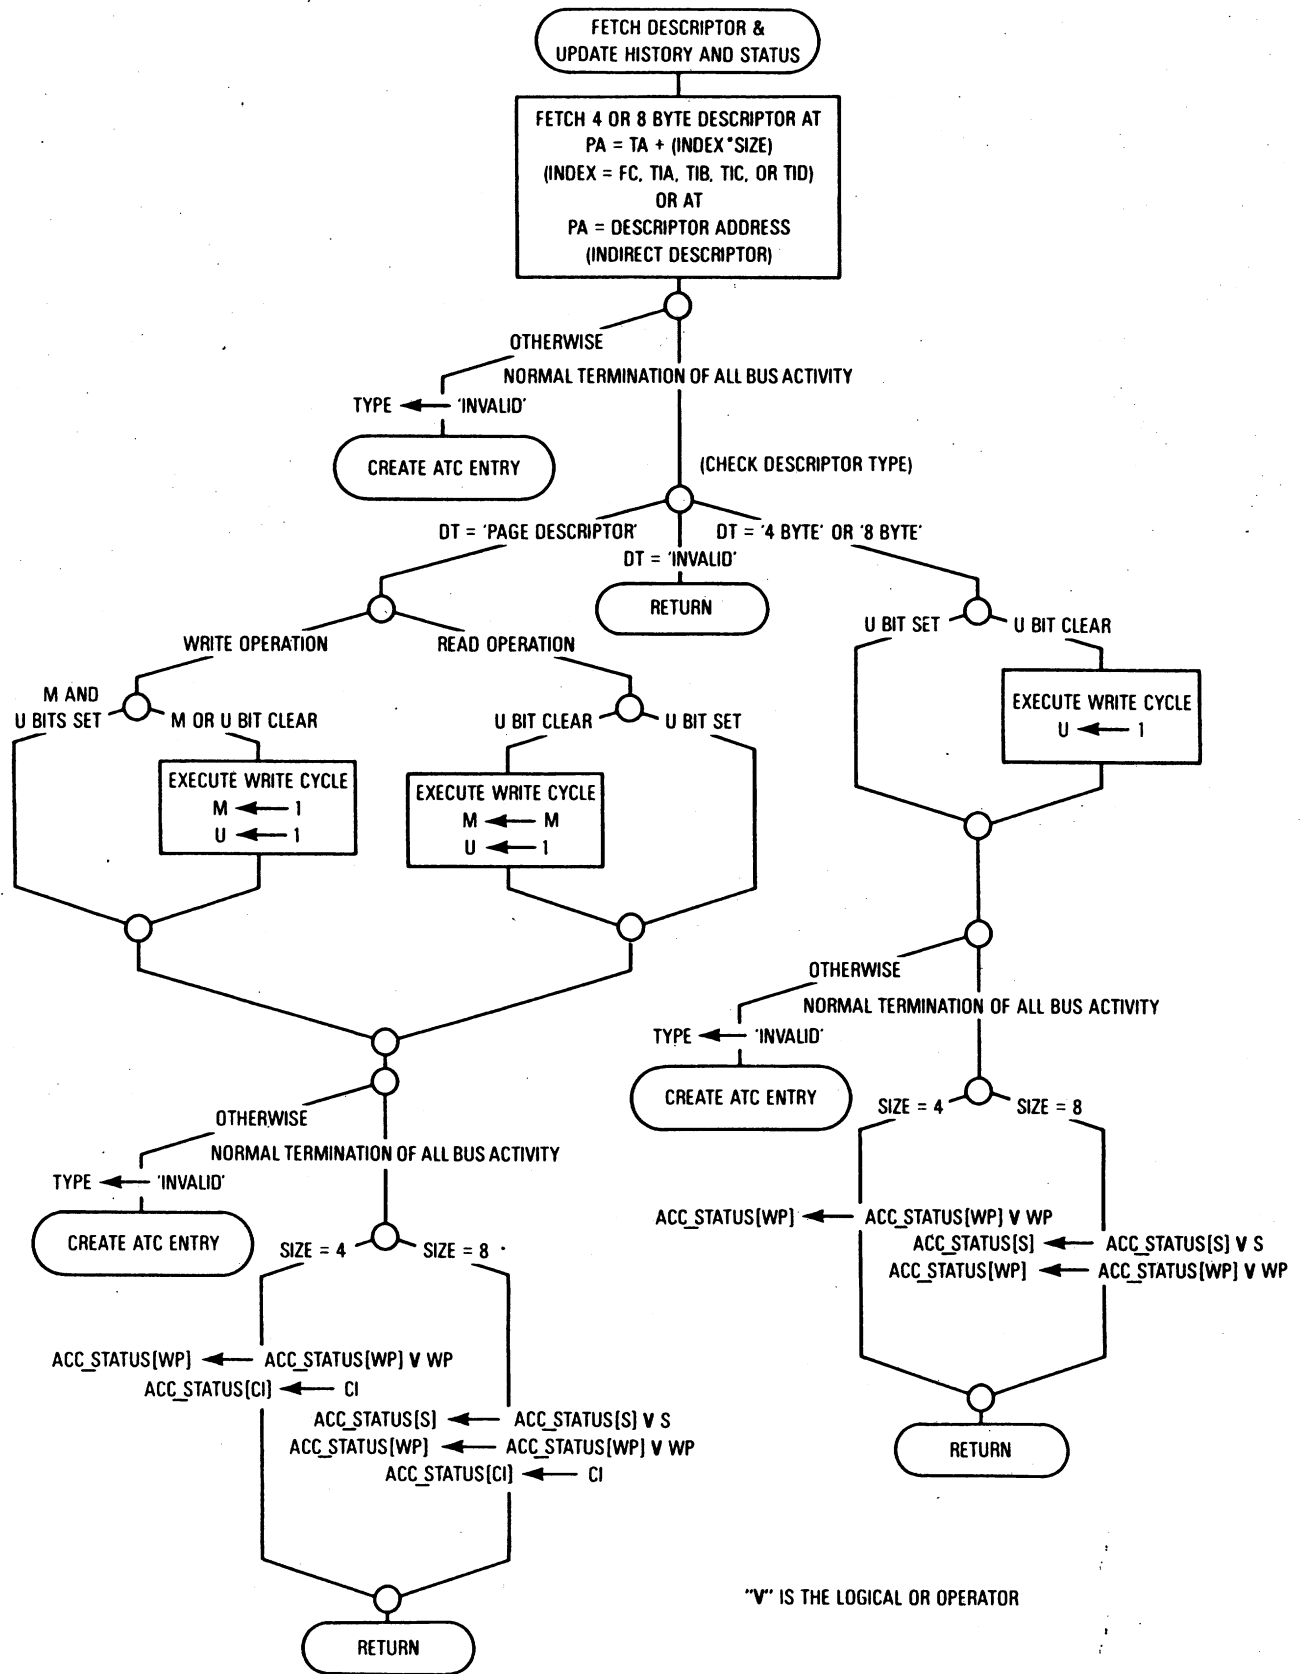 FETCH DESCRIPTOR &
UPDATE HISTORY AND STATUS
FETCH 4 OR 8 BYTE DESCRIPTOR AT
PA = TA + (INDEX*SIZE)
(INDEX = FC, TIA, TIB, TIC, OR TID)
OR AT
PA = DESCRIPTOR ADDRESS
(INDIRECT DESCRIPTOR)
OTHERWISE
NORMAL TERMINATION OF ALL BUS ACTIVITY
TYPE ← 'INVALID'
CREATE ATC ENTRY
(CHECK DESCRIPTOR TYPE)
DT = 'PAGE DESCRIPTOR'
DT = '4 BYTE' OR '8 BYTE'
DT = 'INVALID'
RETURN
WRITE OPERATION
READ OPERATION
U BIT SET
U BIT CLEAR
EXECUTE WRITE CYCLE
U ← 1
M AND
U BITS SET
M OR U BIT CLEAR
U BIT CLEAR
U BIT SET
EXECUTE WRITE CYCLE
M ← 1
U ← 1
EXECUTE WRITE CYCLE
M ← M
U ← 1
OTHERWISE
NORMAL TERMINATION OF ALL BUS ACTIVITY
TYPE ← 'INVALID'
CREATE ATC ENTRY
SIZE = 4
SIZE = 8
ACC_STATUS[WP] ← ACC_STATUS[WP] V WP
ACC_STATUS[S] ← ACC_STATUS[S] V S
ACC_STATUS[WP] ← ACC_STATUS[WP] V WP
RETURN
OTHERWISE
NORMAL TERMINATION OF ALL BUS ACTIVITY
TYPE ← 'INVALID'
CREATE ATC ENTRY
SIZE = 4
SIZE = 8
ACC_STATUS[WP] ← ACC_STATUS[WP] V WP
ACC_STATUS[CI] ← CI
ACC_STATUS[S] ← ACC_STATUS[S] V S
ACC_STATUS[WP] ← ACC_STATUS[WP] V WP
ACC_STATUS[CI] ← CI
RETURN
"V" IS THE LOGICAL OR OPERATOR